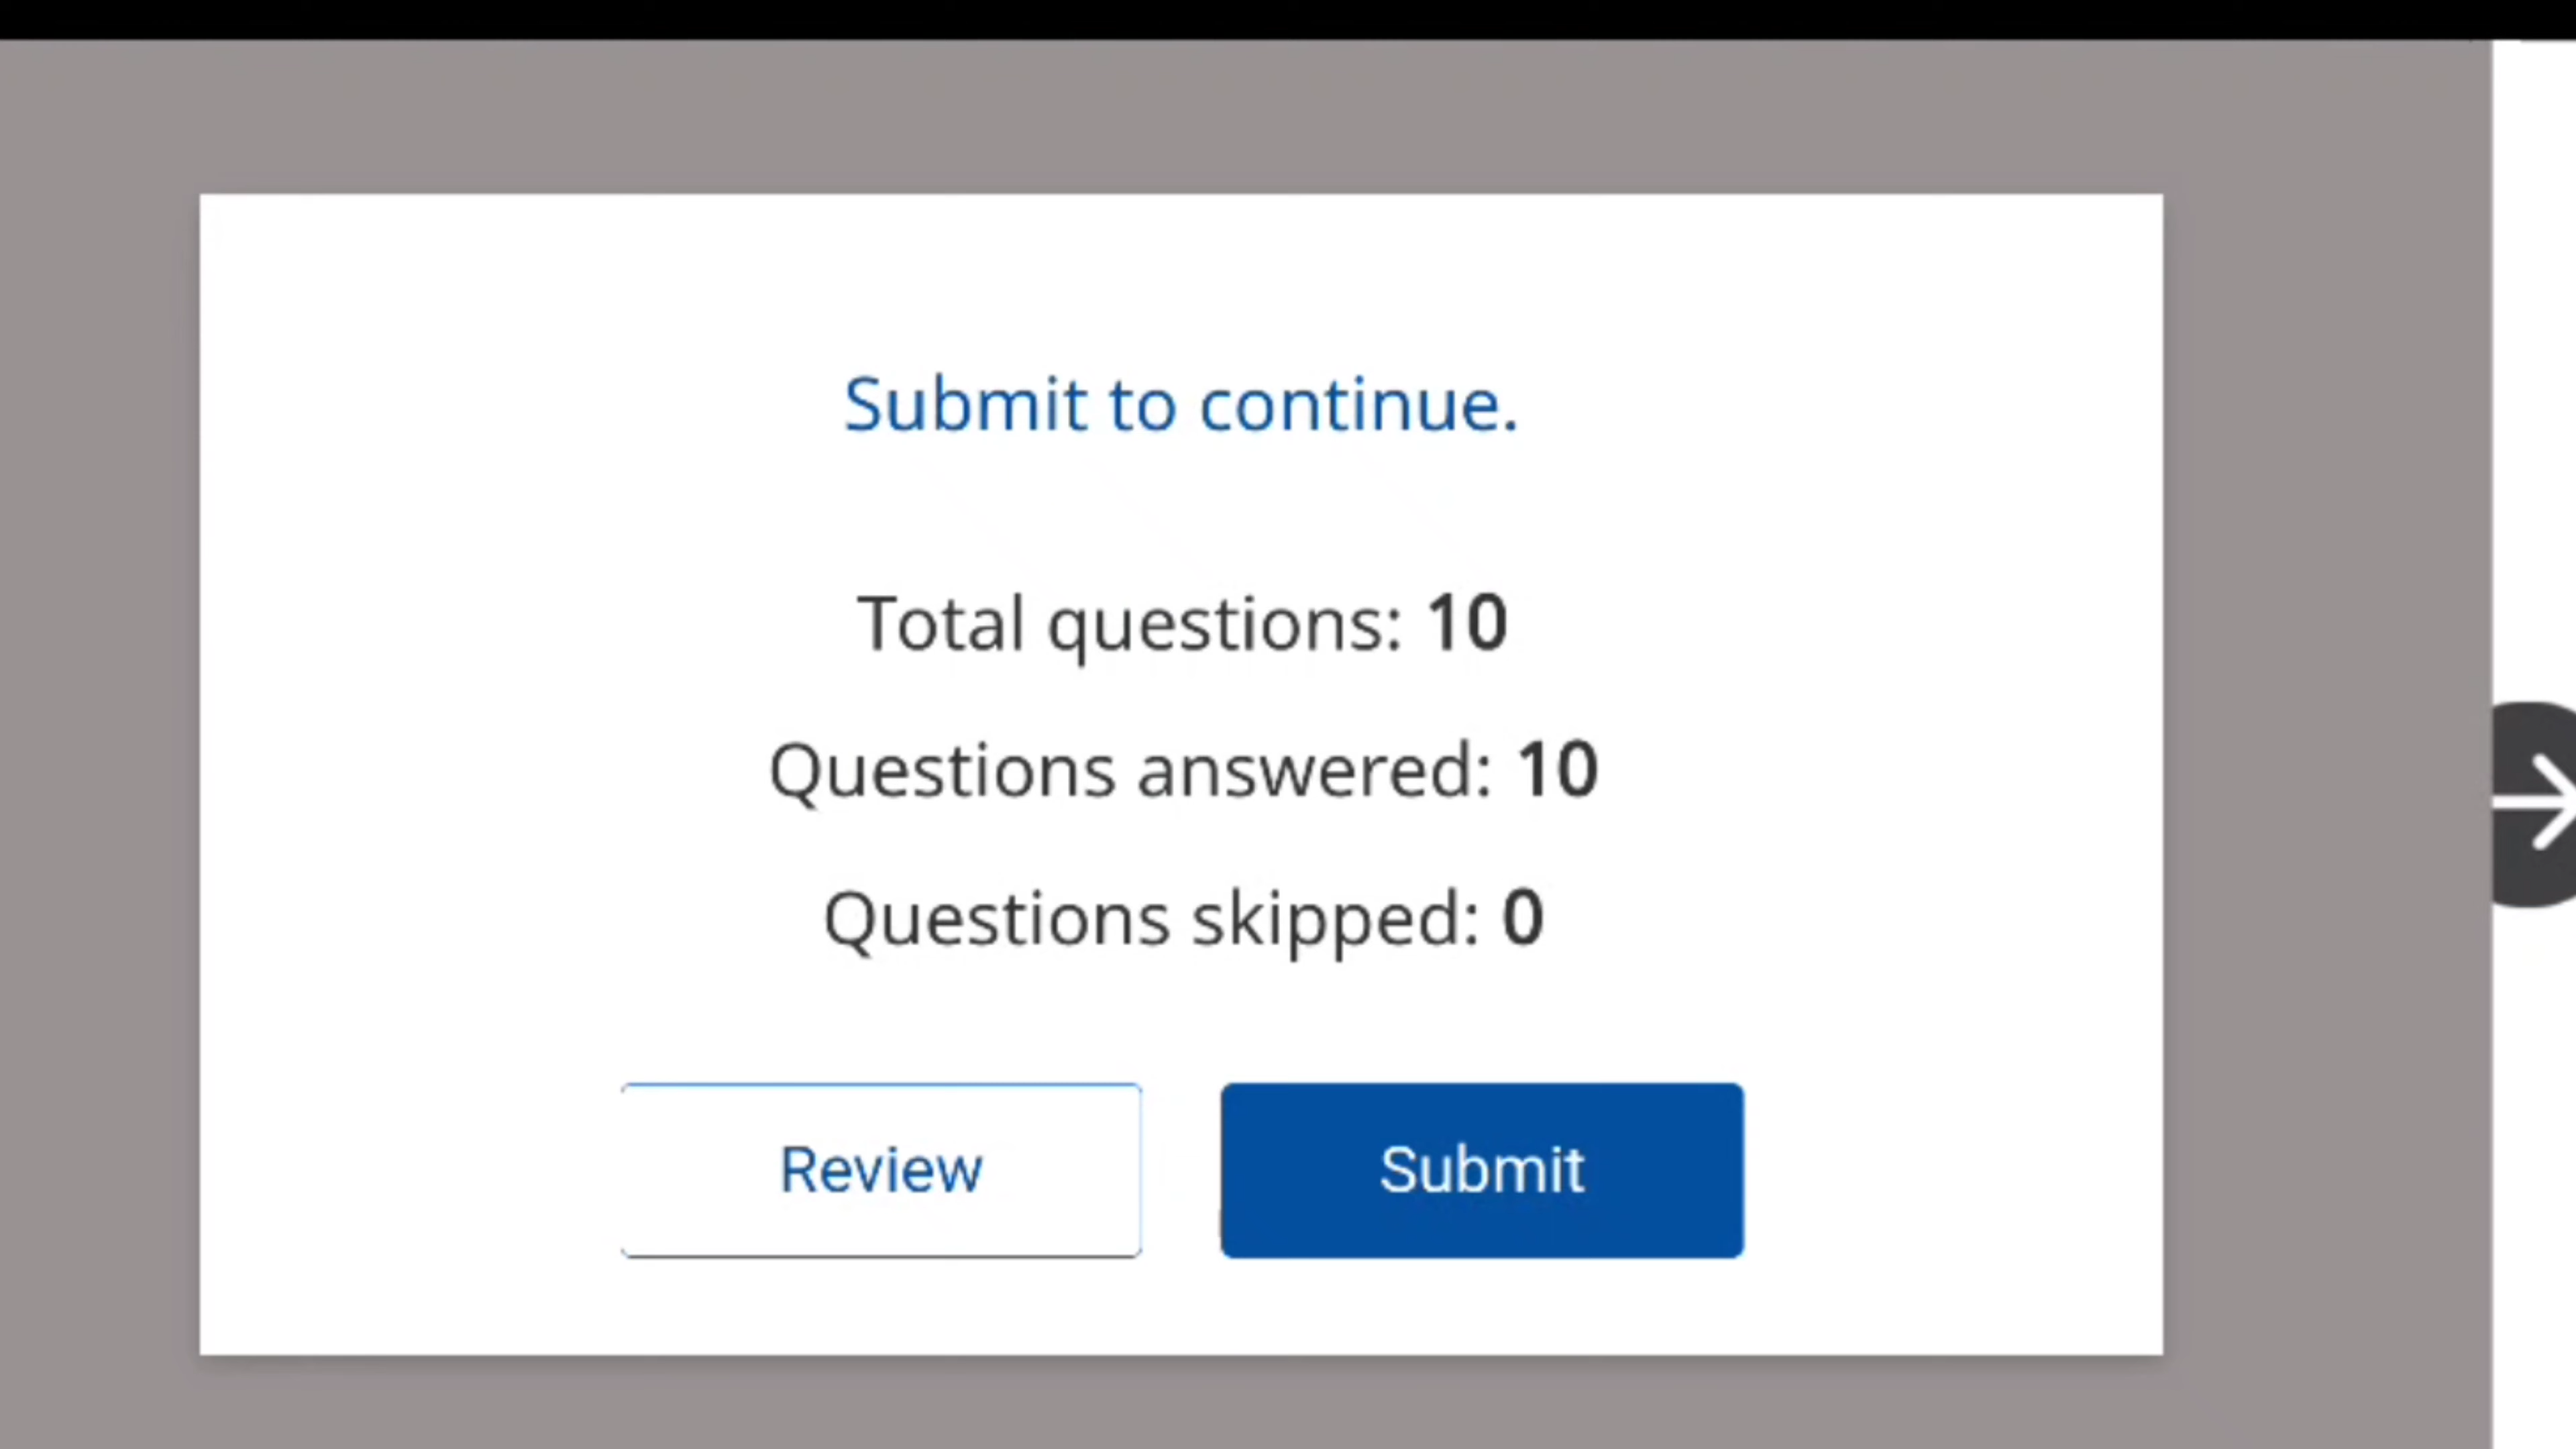 Submit to continue.
Total questions: 10
Questions answered: 10
Questions skipped: 0
Review
Submit